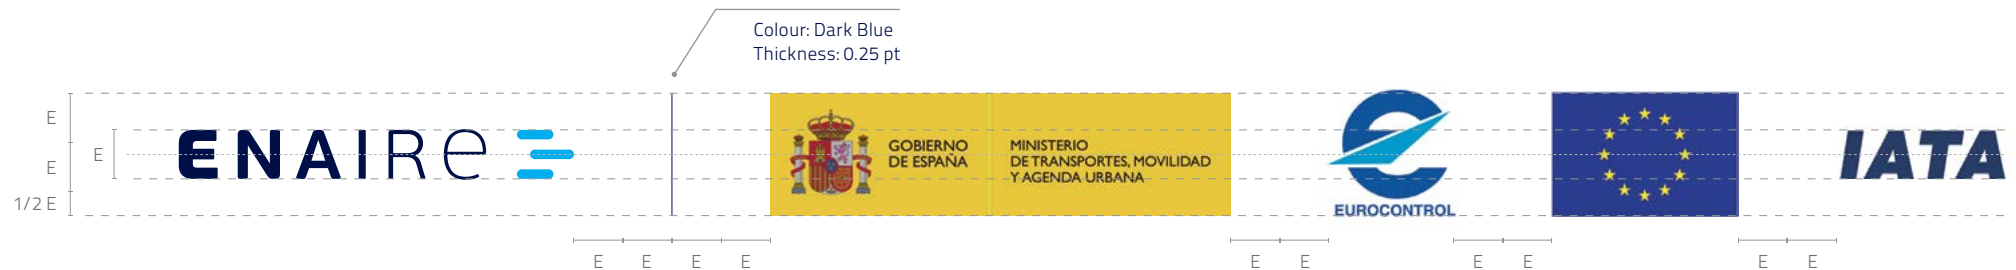 Colour: Dark Blue
Thickness: 0.25 pt
E
E
1/2 E
E
ENAIRe
GOBIERNO
DE ESPAÑA
MINISTERIO
DE TRANSPORTES, MOVILIDAD
Y AGENDA URBANA
EUROCONTROL
IATA
E E E E
E E
E E
E E